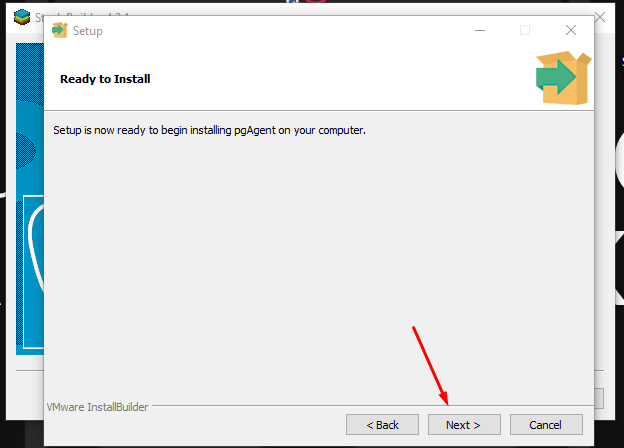 Setup
Ready to Install
Setup is now ready to begin installing pgAgent on your computer.
VMware InstallBuilder
< Back
Next >
Cancel